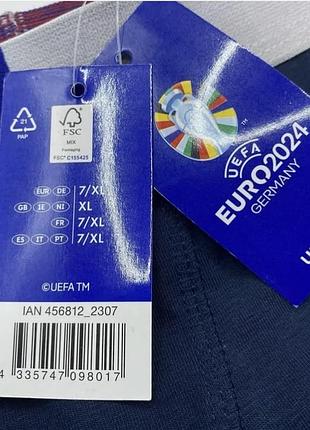 21
PAP
FSC
MIX
Packaging
FSC® C155425
EUR DE 7/XL
GB IE NI XL
FR 7/XL
ES IT PT 7/XL
©UEFA TM
IAN 456812_2307
4 335747 098017
UEFA
EURO2024
GERMANY
U